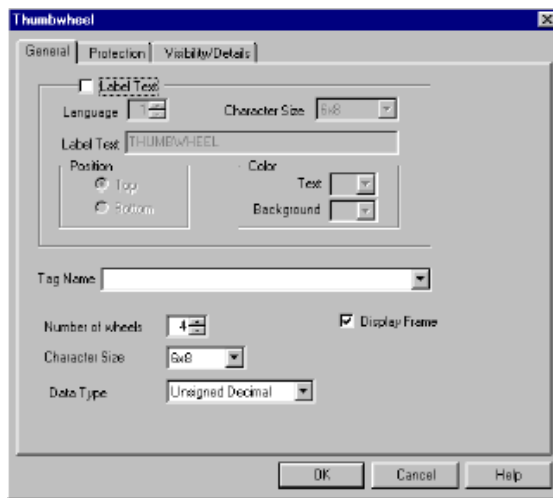 Thumbwheel
General Protection Visibility/Details
Label Text
Language 1 Character Size 6x8
Label Text THUMBWHEEL
Position Color
Top Text
Bottom Background
Tag Name
Number of wheels 4 Display Frame
Character Size 6x8
Data Type Unsigned Decimal
OK Cancel Help